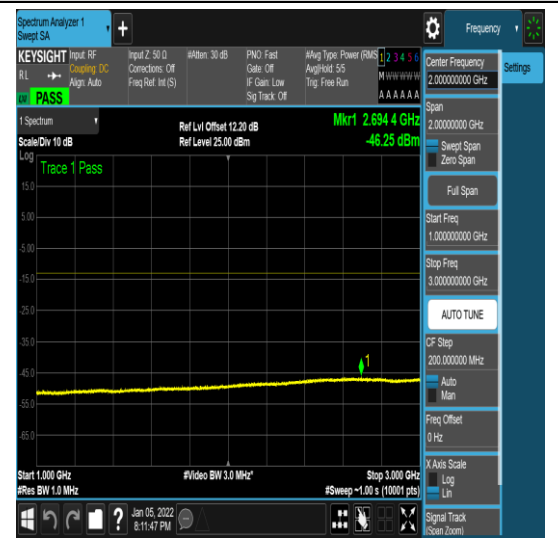 Spectrum Analyzer 1
Swept SA
+
Frequency
KEYSIGHT
Input: RF
Coupling: DC
Align: Auto
Input Z: 50 Ω
Corrections: Off
Freq Ref: Int (S)
#Atten: 30 dB
PNO: Fast
Gate: Off
IF Gain: Low
Sig Track: Off
#Avg Type: Power (RMS
Avg|Hold: 5/5
Trig: Free Run
1 2 3 4 5 6
M W W W W W
A A A A A A
R L
PASS
Center Frequency
2.000000000 GHz
Settings
Span
2.00000000 GHz
Swept Span
Zero Span
Full Span
Start Freq
1.000000000 GHz
Stop Freq
3.000000000 GHz
AUTO TUNE
CF Step
200.000000 MHz
Auto
Man
Freq Offset
0 Hz
X Axis Scale
Log
Lin
Signal Track
(Span Zoom)
1 Spectrum
Scale/Div 10 dB
Ref Lvl Offset 12.20 dB
Ref Level 25.00 dBm
Mkr1 2.694 4 GHz
-46.25 dBm
Log
Trace 1 Pass
15.0
5.00
-5.00
-15.0
-25.0
-35.0
-45.0
-55.0
-65.0
1
Start 1.000 GHz
#Res BW 1.0 MHz
#Video BW 3.0 MHz*
Stop 3.000 GHz
#Sweep ~1.00 s (10001 pts)
?
Jan 05, 2022
8:11:47 PM